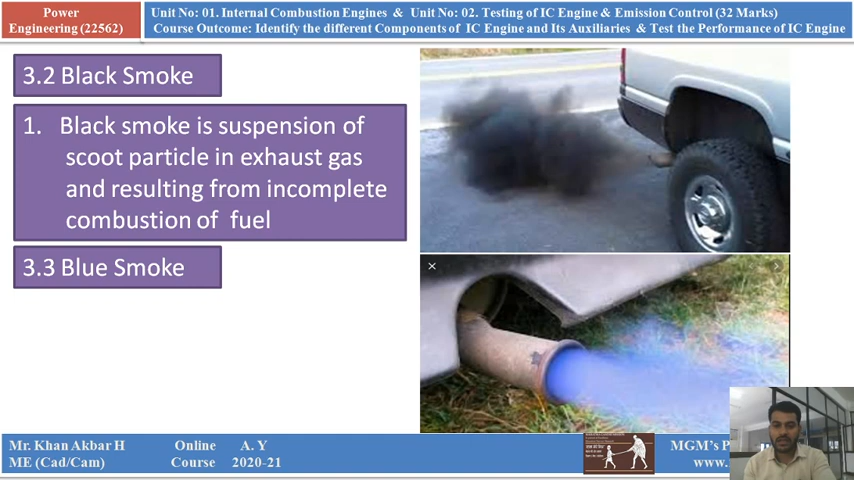 Power
Engineering (22562)
Unit No: 01. Internal Combustion Engines & Unit No: 02. Testing of IC Engine & Emission Control (32 Marks)
Course Outcome: Identify the different Components of IC Engine and Its Auxiliaries & Test the Performance of IC Engine
3.2 Black Smoke
1. Black smoke is suspension of
scoot particle in exhaust gas
and resulting from incomplete
combustion of fuel
3.3 Blue Smoke
Mr. Khan Akbar H
ME (Cad/Cam)
Online
Course
A. Y
2020-21
MGM's P
www.